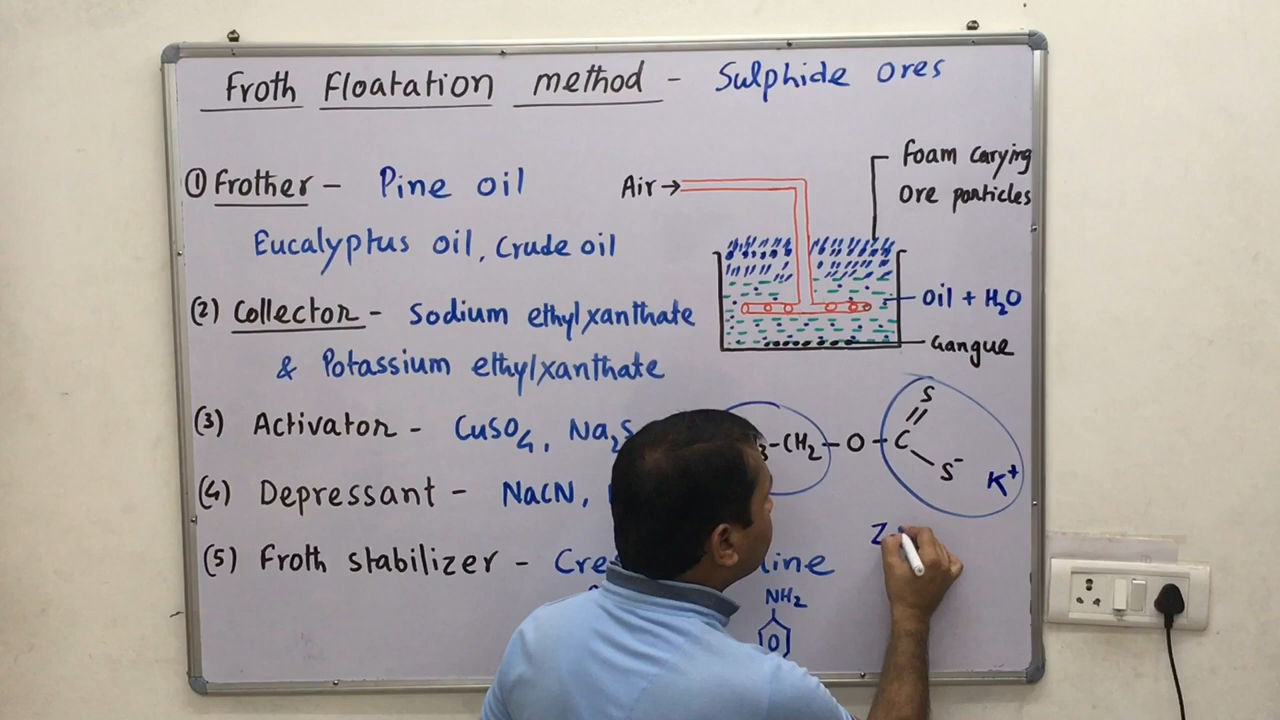 Froth Floatation method - Sulphide Ores
① Frother - Pine oil
Eucalyptus oil, Crude oil
(2) Collector - Sodium ethylxanthate
& Potassium ethylxanthate
(3) Activator - CuSO4, Na2S
(4) Depressant - NaCN,
(5) Froth stabilizer -
NH2
Air →
Foam carying
Ore particles
Oil + H2O
Gangue
S
3-CH2-O-C
S-
K+